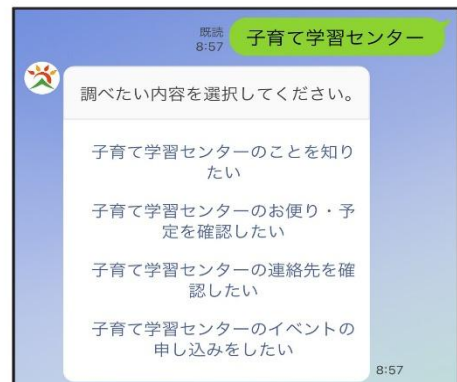 既読
8:57
子育て学習センター
調べたい内容を選択してください。
子育て学習センターのことを知り
たい
子育て学習センターのお便り・予
定を確認したい
子育て学習センターの連絡先を確
認したい
子育て学習センターのイベントの
申し込みをしたい
8:57